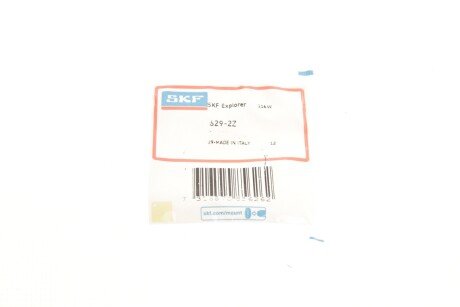 SKF
SKF Explorer
629-2Z
MADE IN ITALY
skf.com/mount